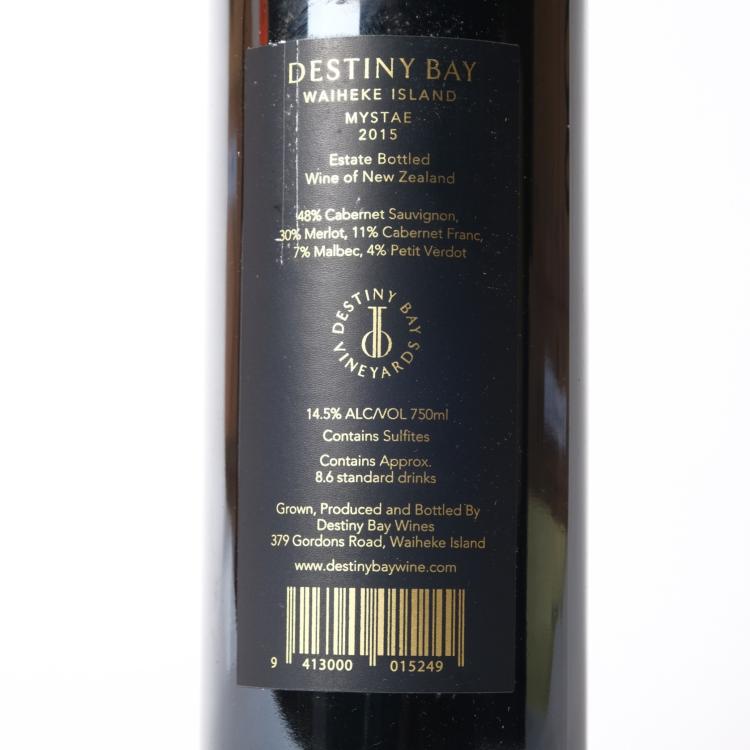 DESTINY BAY
WAIHEKE ISLAND
MYSTAE
2015
Estate Bottled
Wine of New Zealand
48% Cabernet Sauvignon,
30% Merlot, 11% Cabernet Franc,
7% Malbec, 4% Petit Verdot
DESTINY BAY
VINEYARDS
14.5% ALC/VOL 750ml
Contains Sulfites
Contains Approx.
8.6 standard drinks
Grown, Produced and Bottled By
Destiny Bay Wines
379 Gordons Road, Waiheke Island
www.destinybaywine.com
9 413000 015249